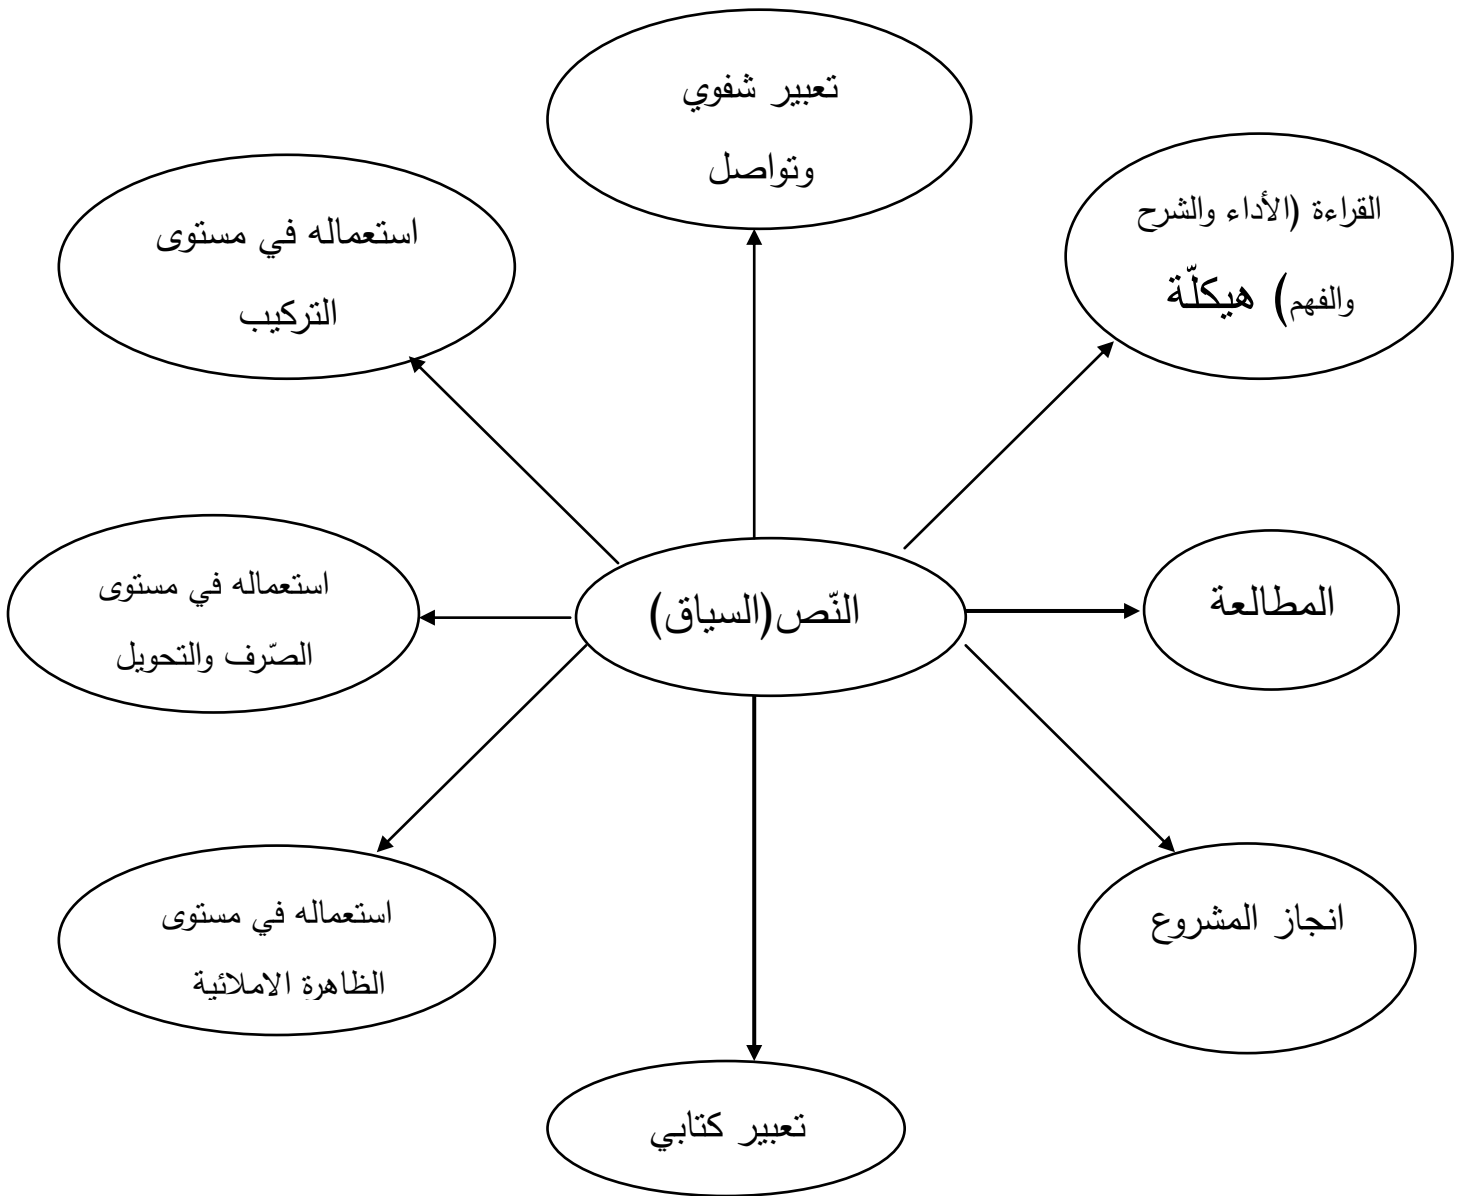 تعبير شفوي
وتواصل
القراءة (الأداء والشرح
والفهم) هيكلّة
استعماله في مستوى
التركيب
المطالعة
النّص(السياق)
استعماله في مستوى
الصّرف والتحويل
انجاز المشروع
استعماله في مستوى
الظاهرة الاملائية
تعبير كتابي